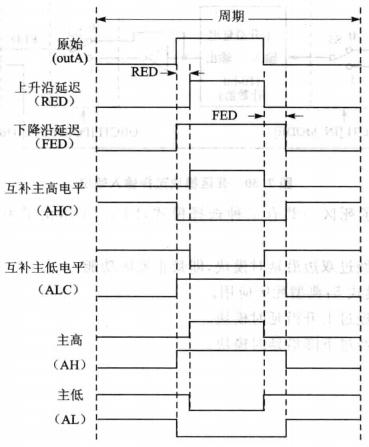 周期
原始
(outA)
RED
上升沿延迟
(RED)
FED
下降沿延迟
(FED)
互补主高电平
(AHC)
互补主低电平
(ALC)
主高
(AH)
主低
(AL)